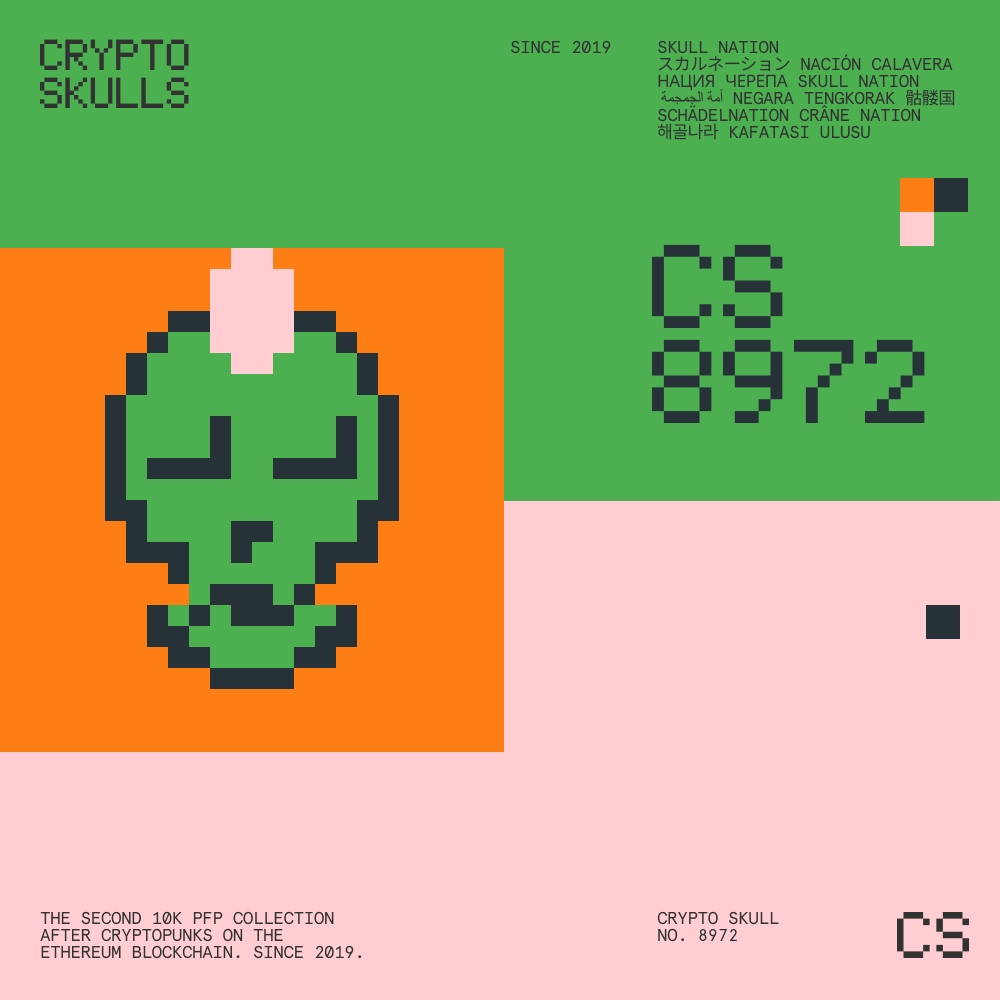 CRYPTO
SKULLS
SINCE 2019
SKULL NATION
スカルネーション NACIÓN CALAVERA
НАЦИЯ ЧЕРЕПА SKULL NATION
أمة الجمجمة NEGARA TENGKORAK 骷髅国
SCHÄDELNATION CRÂNE NATION
해골나라 KAFATASI ULUSU
CS
8972
THE SECOND 10K PFP COLLECTION
AFTER CRYPTOPUNKS ON THE
ETHEREUM BLOCKCHAIN. SINCE 2019.
CRYPTO SKULL
NO. 8972
CS